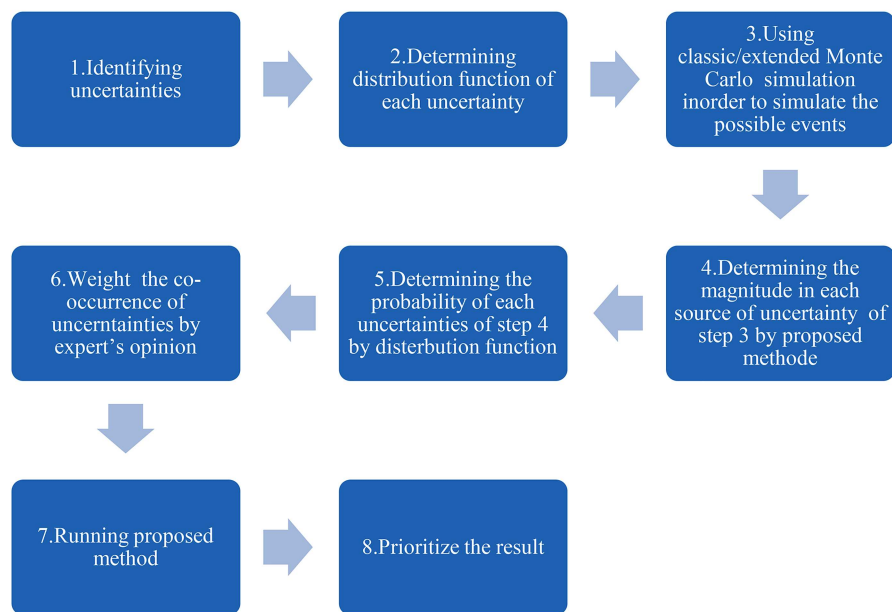 1.Identifying
uncertainties
2.Determining
distribution function of
each uncertainty
3.Using
classic/extended Monte
Carlo simulation
inorder to simulate the
possible events
4.Determining the
magnitude in each
source of uncertainty of
step 3 by proposed
methode
5.Determining the
probability of each
uncertainties of step 4
by disterbution function
6.Weight the co-
occurrence of
uncerntainties by
expert’s opinion
7.Running proposed
method
8.Prioritize the result